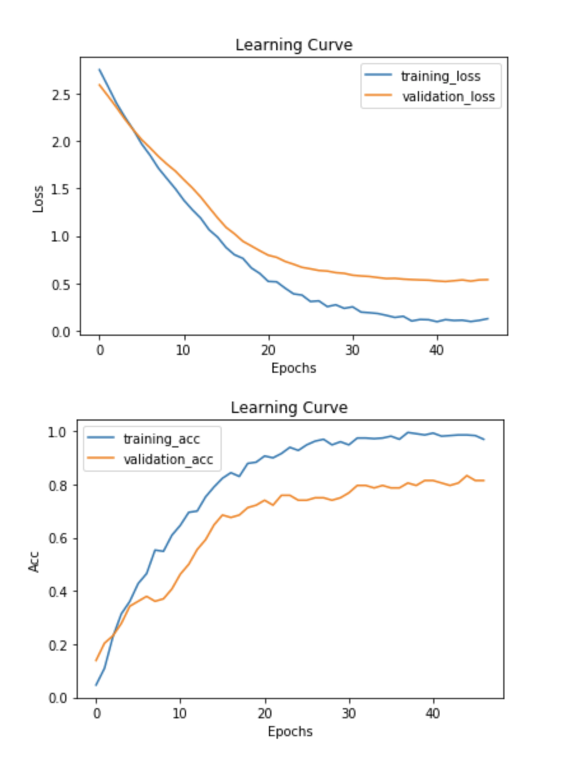 Learning Curve
training_loss
validation_loss
2.5
2.0
1.5
1.0
0.5
0.0
Loss
0 10 20 30 40
Epochs
Learning Curve
training_acc
validation_acc
1.0
0.8
0.6
0.4
0.2
0.0
Acc
0 10 20 30 40
Epochs